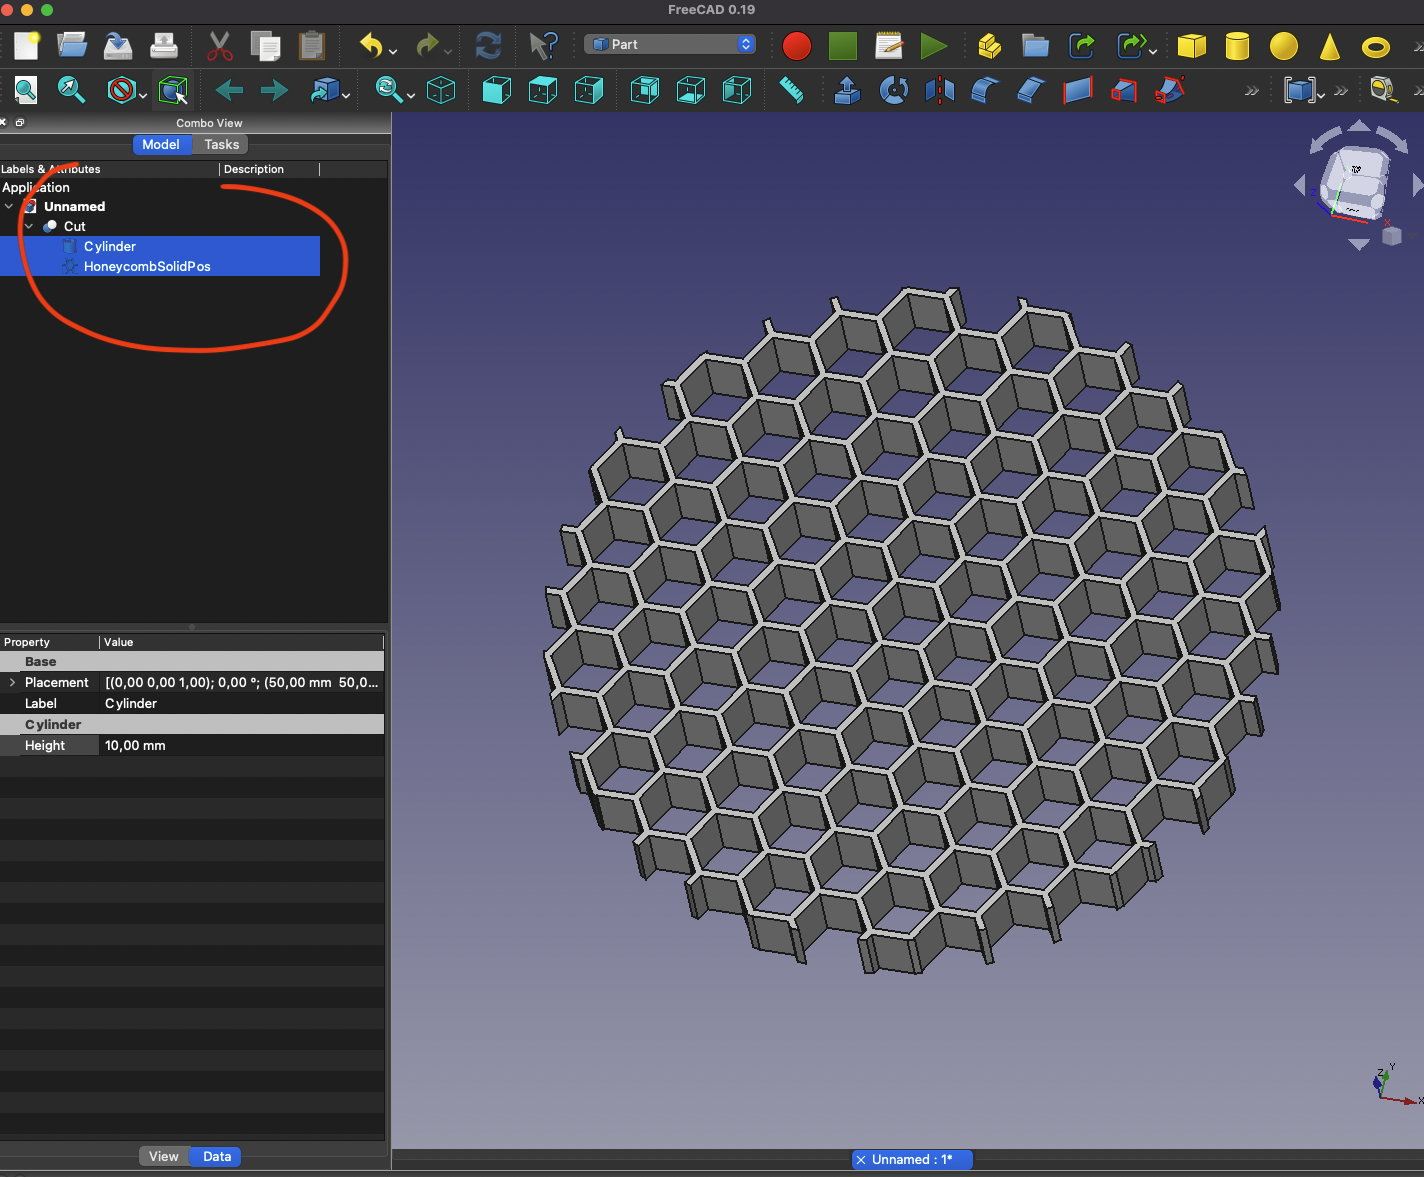 FreeCAD 0.19
Part
Combo View
Model Tasks
Labels & Attributes Description
Application
Unnamed
Cut
Cylinder
HoneycombSolidPos
Property Value
Base
Placement [(0,00 0,00 1,00); 0,00 °; (50,00 mm 50,0...
Label Cylinder
Cylinder
Height 10,00 mm
View Data
Unnamed : 1*
Z Y
X